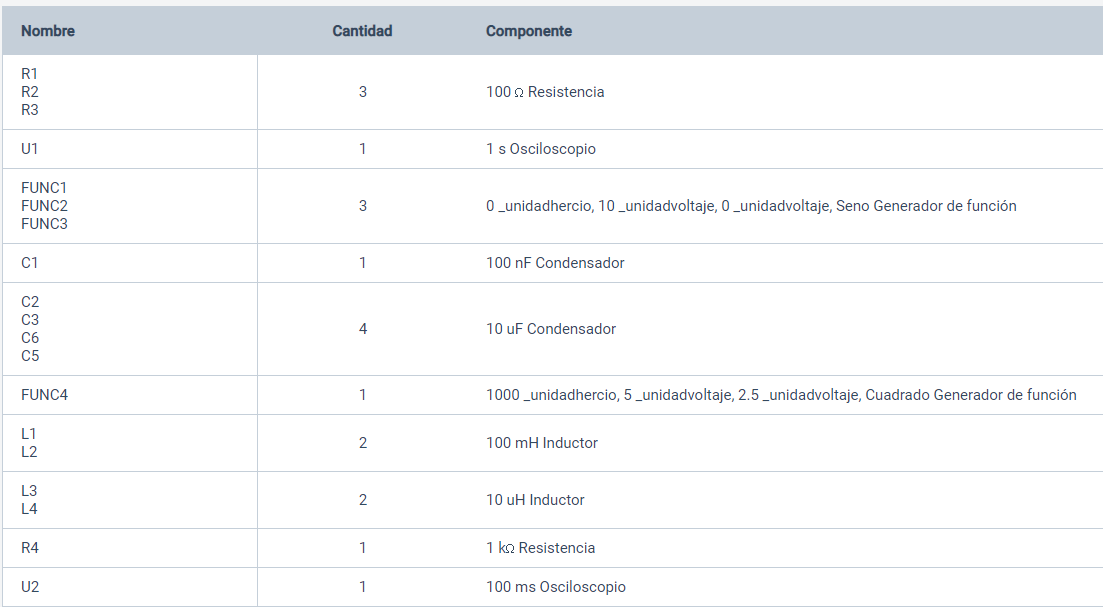 Nombre Cantidad Componente
R1
R2
R3
3 100 Ω Resistencia
U1 1 1 s Osciloscopio
FUNC1
FUNC2
FUNC3
3 0 _unidadhercio, 10 _unidadvoltaje, 0 _unidadvoltaje, Seno Generador de función
C1 1 100 nF Condensador
C2
C3
C6
C5
4 10 uF Condensador
FUNC4 1 1000 _unidadhercio, 5 _unidadvoltaje, 2.5 _unidadvoltaje, Cuadrado Generador de función
L1
L2
2 100 mH Inductor
L3
L4
2 10 uH Inductor
R4 1 1 kΩ Resistencia
U2 1 100 ms Osciloscopio